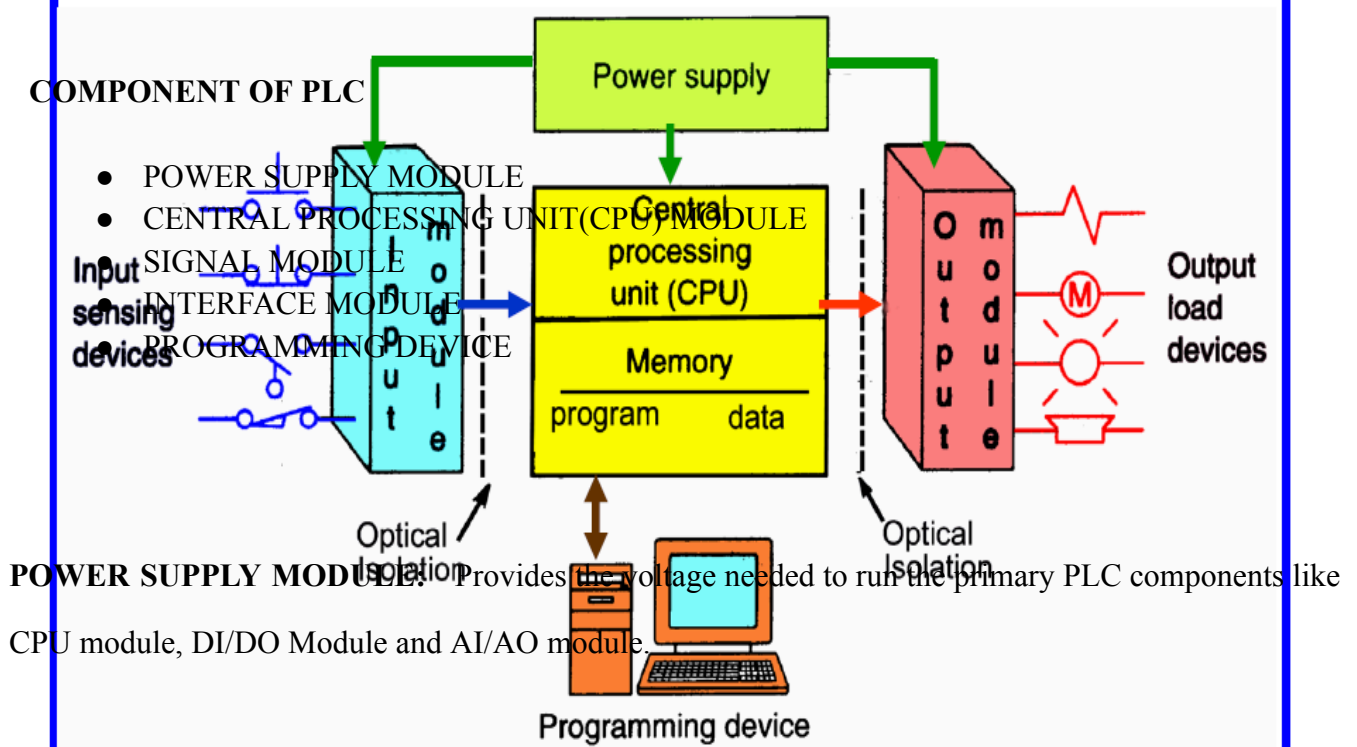 Power supply
COMPONENT OF PLC
● POWER SUPPLY MODULE
● CENTRAL PROCESSING UNIT(CPU) MODULE
● SIGNAL MODULE
● INTERFACE MODULE
● PROGRAMMING DEVICE
Input
sensing
devices
Input
module
Central
processing
unit (CPU)
Memory
program data
Output
module
Output
load
devices
M
Optical
Isolation
Optical
Isolation
POWER SUPPLY MODULE: Provides the voltage needed to run the primary PLC components like
CPU module, DI/DO Module and AI/AO module.
Programming device